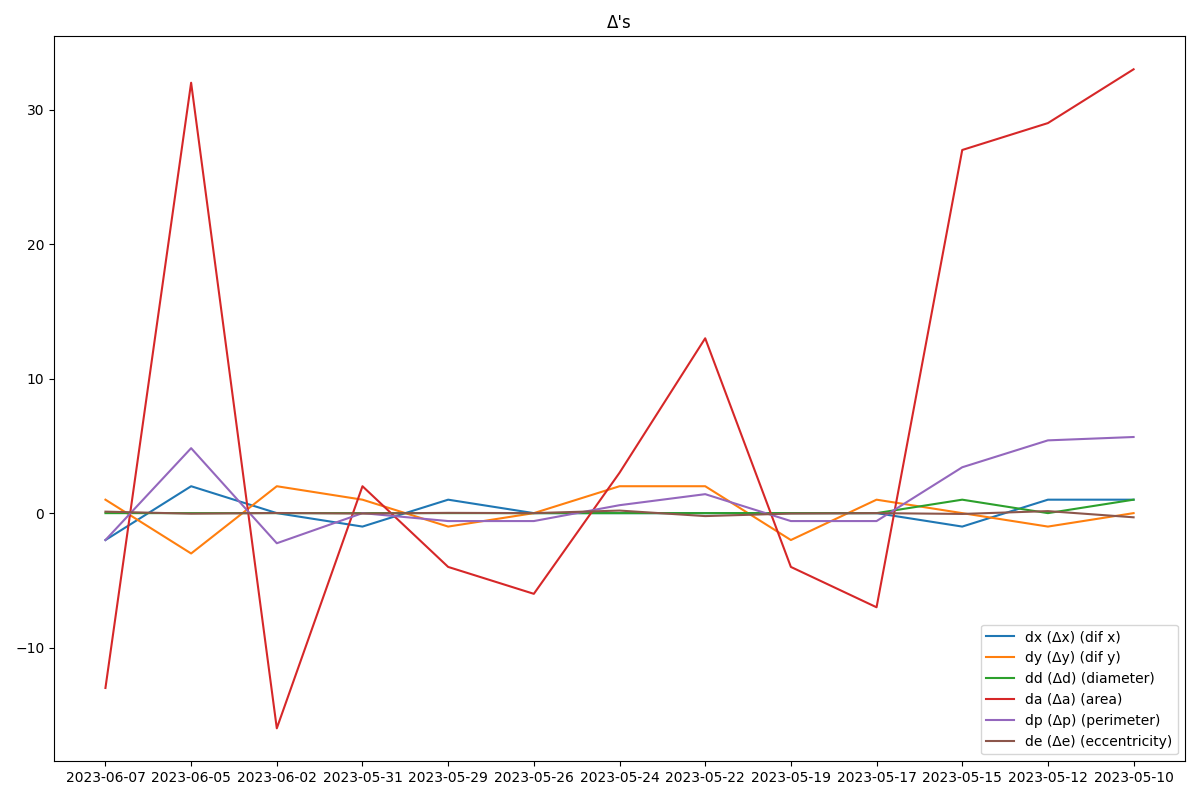 Δ's
30
20
10
0
−10
dx (Δx) (dif x)
dy (Δy) (dif y)
dd (Δd) (diameter)
da (Δa) (area)
dp (Δp) (perimeter)
de (Δe) (eccentricity)
2023-06-07 2023-06-05 2023-06-02 2023-05-31 2023-05-29 2023-05-26 2023-05-24 2023-05-22 2023-05-19 2023-05-17 2023-05-15 2023-05-12 2023-05-10